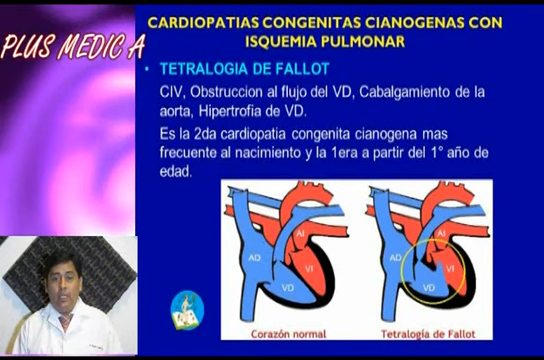 CARDIOPATIAS CONGENITAS CIANOGENAS CON
ISQUEMIA PULMONAR
PLUS MEDIC A
• TETRALOGIA DE FALLOT
CIV, Obstruccion al flujo del VD, Cabalgamiento de la
aorta, Hipertrofia de VD.
Es la 2da cardiopatia congenita cianogena mas
frecuente al nacimiento y la 1era a partir del 1° año de
edad.
AI
AD
VI
VD
AI
AD
VI
VD
Corazón normal
Tetralogía de Fallot